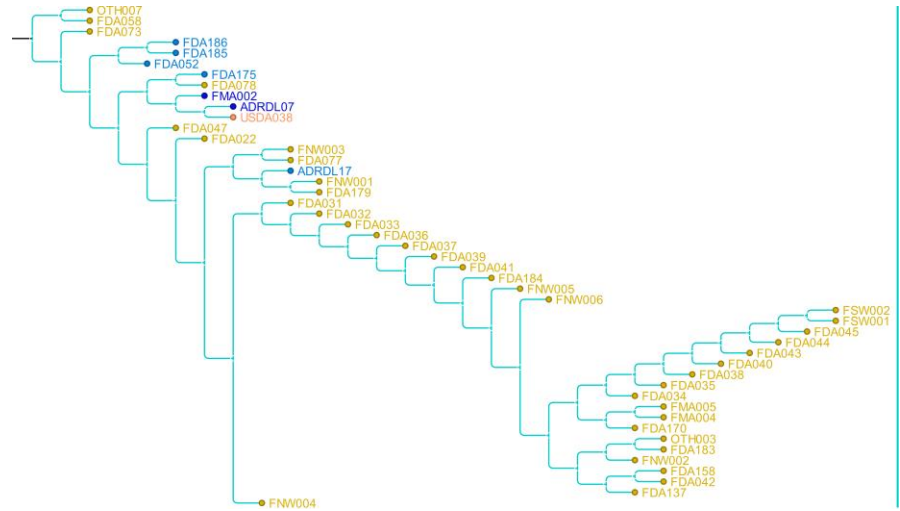 OTH007
FDA058
FDA073
FDA186
FDA185
FDA052
FDA175
FDA078
FMA002
ADRDL07
USDA038
FDA047
FDA022
FNW003
FDA077
ADRDL17
FNW001
FDA179
FDA031
FDA032
FDA033
FDA036
FDA037
FDA039
FDA041
FDA184
FNW005
FNW006
FSW002
FSW001
FDA045
FDA044
FDA043
FDA040
FDA038
FDA035
FDA034
FMA005
FMA004
FDA170
OTH003
FDA183
FNW002
FDA158
FDA042
FDA137
FNW004